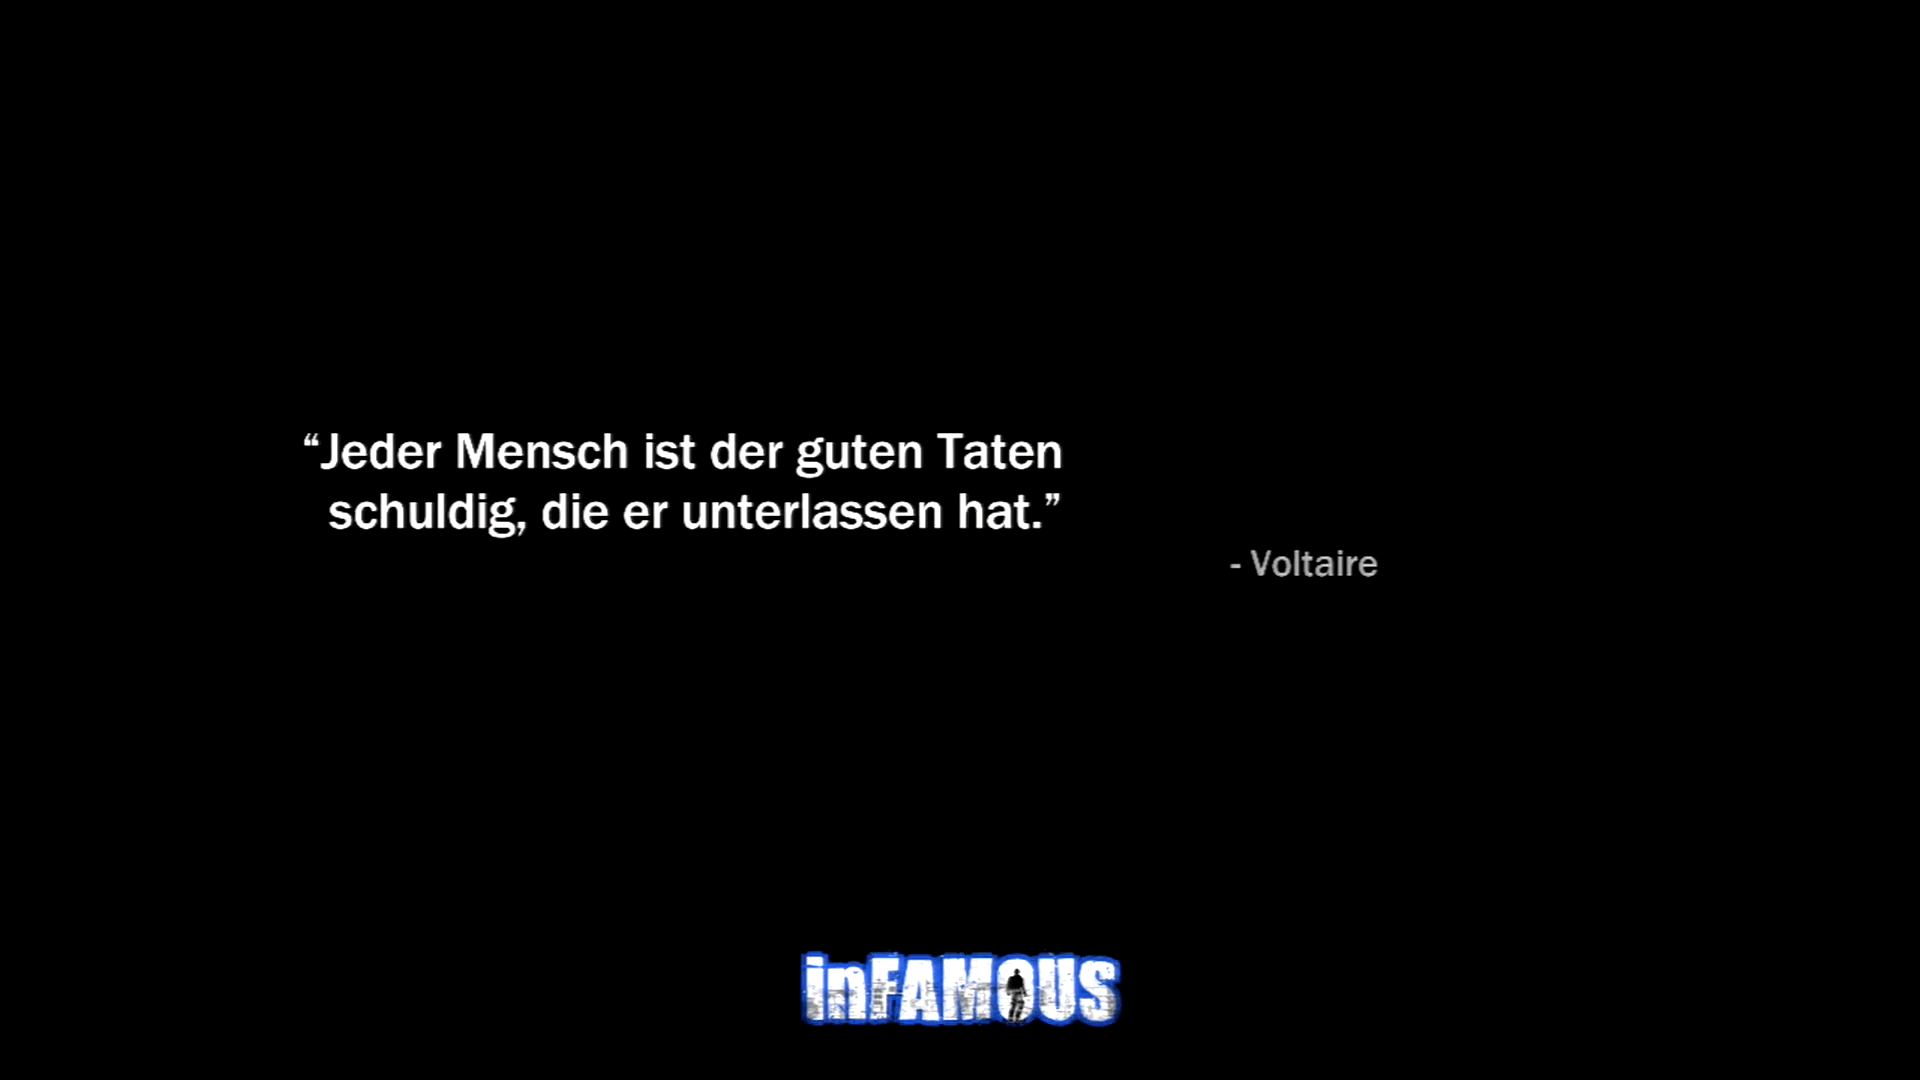 “Jeder Mensch ist der guten Taten
schuldig, die er unterlassen hat.”
- Voltaire
inFAMOUS